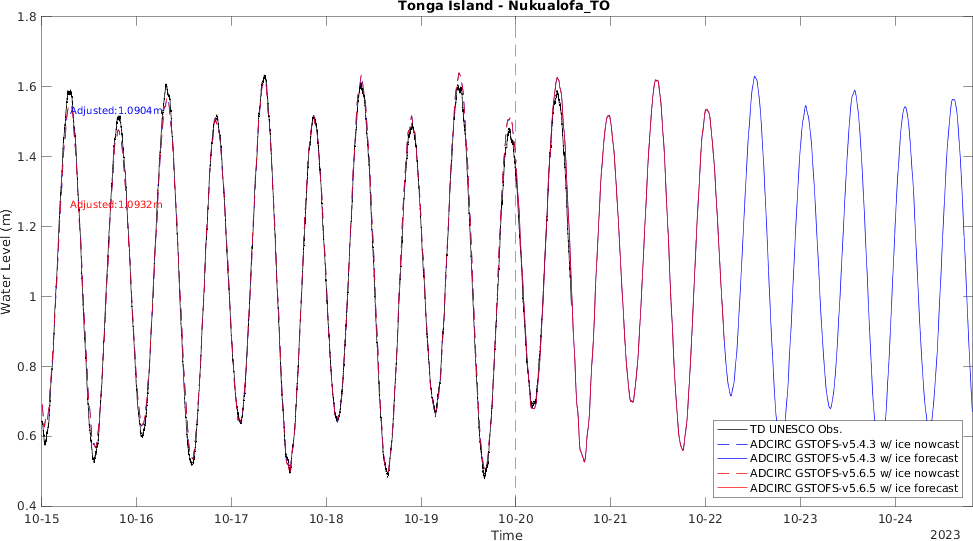 Tonga Island - Nukualofa_TO
1.8
1.6
1.4
1.2
1
0.8
0.6
0.4
Water Level (m)
Adjusted:1.0904m
Adjusted:1.0932m
TD UNESCO Obs.
ADCIRC GSTOFS-v5.4.3 w/ ice nowcast
ADCIRC GSTOFS-v5.4.3 w/ ice forecast
ADCIRC GSTOFS-v5.6.5 w/ ice nowcast
ADCIRC GSTOFS-v5.6.5 w/ ice forecast
10-15 10-16 10-17 10-18 10-19 10-20 10-21 10-22 10-23 10-24
Time
2023